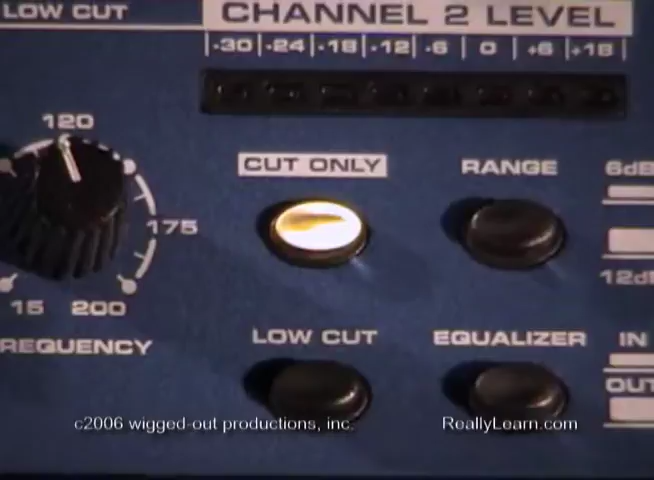 LOW CUT
CHANNEL 2 LEVEL
-30 -24 -18 -12 -6 0 +6 +18
120
CUT ONLY
RANGE
6dB
175
15
200
12dB
REQUENCY
LOW CUT
EQUALIZER
IN
OUT
c2006 wigged-out productions, inc.
ReallyLearn.com